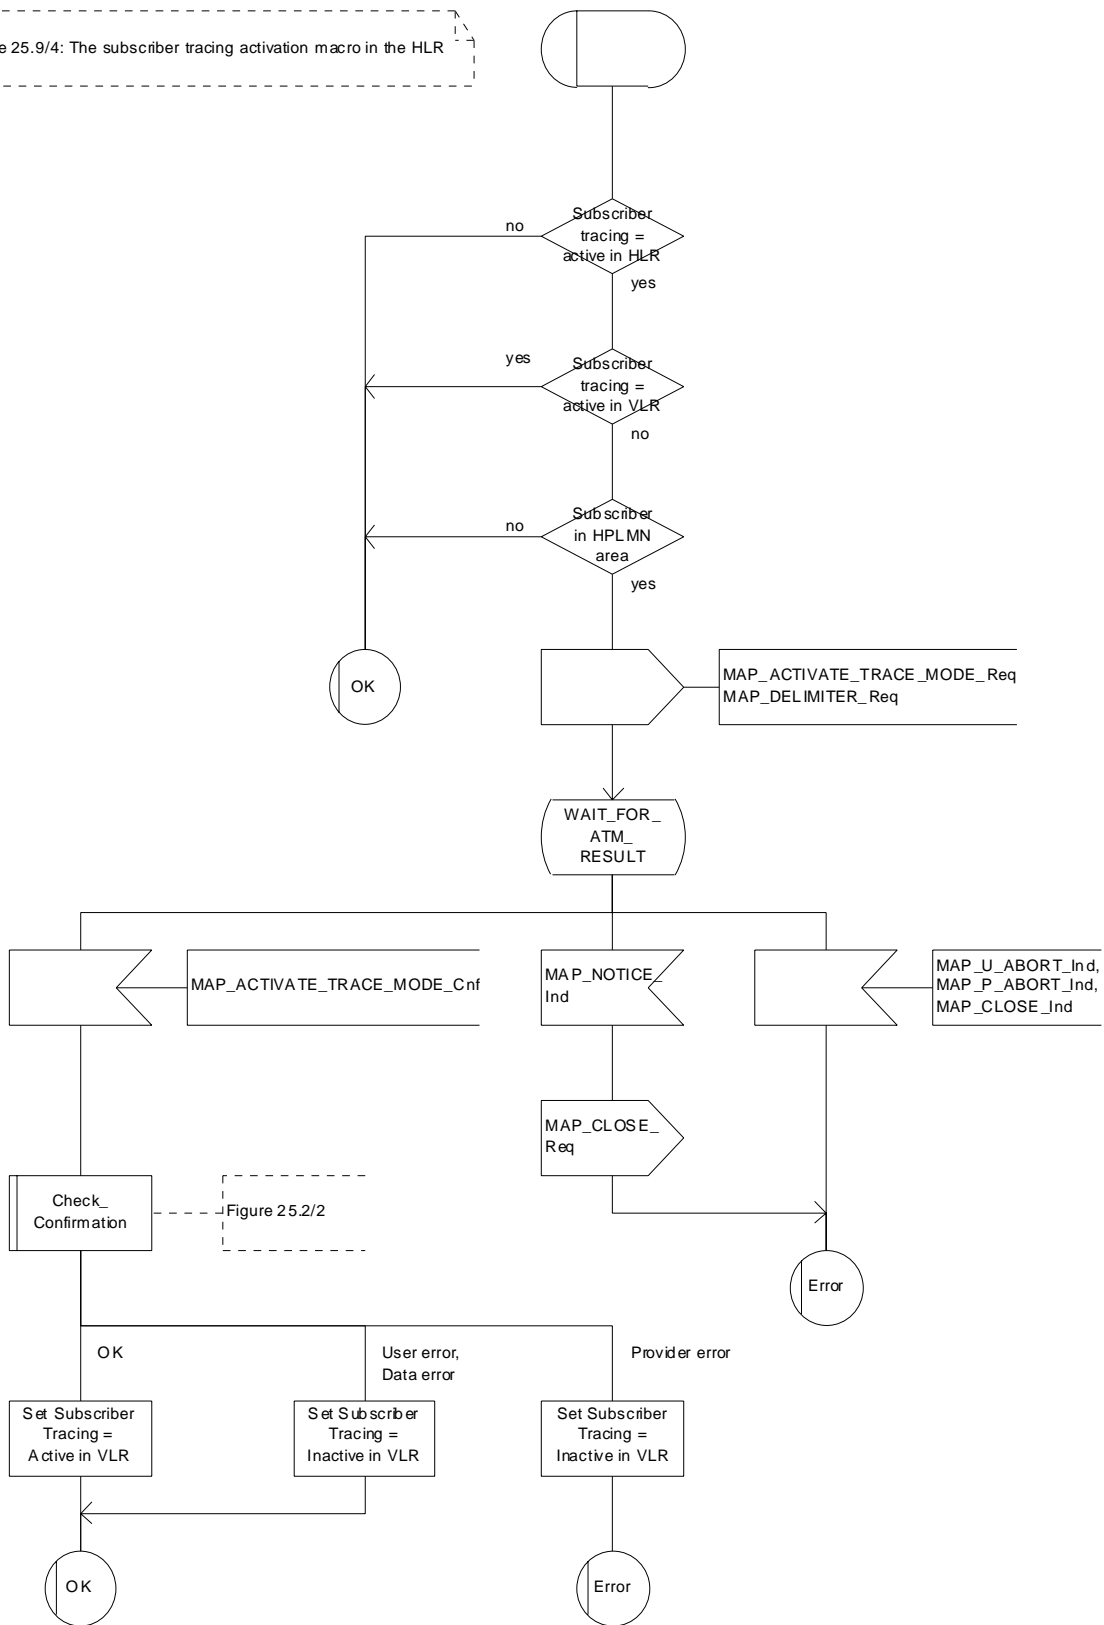 e 25.9/4: The subscriber tracing activation macro in the HLR
Subscriber
tracing =
active in HLR
no
yes
Subscriber
tracing =
active in VLR
yes
no
Subscriber
in HPLMN
area
no
yes
OK
MAP_ACTIVATE_TRACE_MODE_Req
MAP_DELIMITER_Req
WAIT_FOR_
ATM_
RESULT
MAP_ACTIVATE_TRACE_MODE_Cnf
MAP_NOTICE_
Ind
MAP_U_ABORT_Ind,
MAP_P_ABORT_Ind,
MAP_CLOSE_Ind
MAP_CLOSE_
Req
Check_
Confirmation
Figure 25.2/2
Error
OK
User error,
Data error
Provider error
Set Subscriber
Tracing =
Active in VLR
Set Subscriber
Tracing =
Inactive in VLR
Set Subscriber
Tracing =
Inactive in VLR
OK
Error